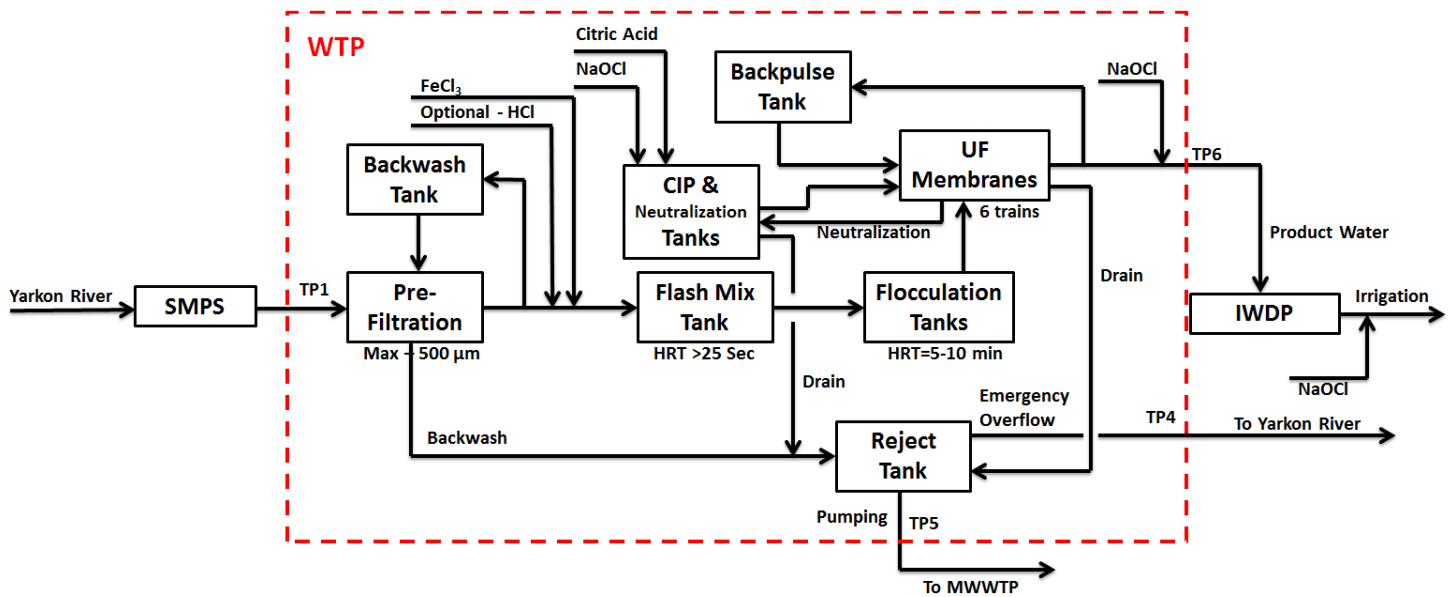 WTP
Citric Acid
NaOCl
FeCl₃
Optional - HCl
Backpulse
Tank
NaOCl
Backwash
Tank
CIP &
Neutralization
Tanks
UF
Membranes
6 trains
TP6
Neutralization
Product Water
Drain
Yarkon River
SMPS
TP1
Pre-
Filtration
Max – 500 µm
Flash Mix
Tank
HRT >25 Sec
Flocculation
Tanks
HRT=5-10 min
IWDP
Irrigation
NaOCl
Drain
Emergency
Overflow
TP4
To Yarkon River
Backwash
Reject
Tank
Pumping
TP5
To MWWTP